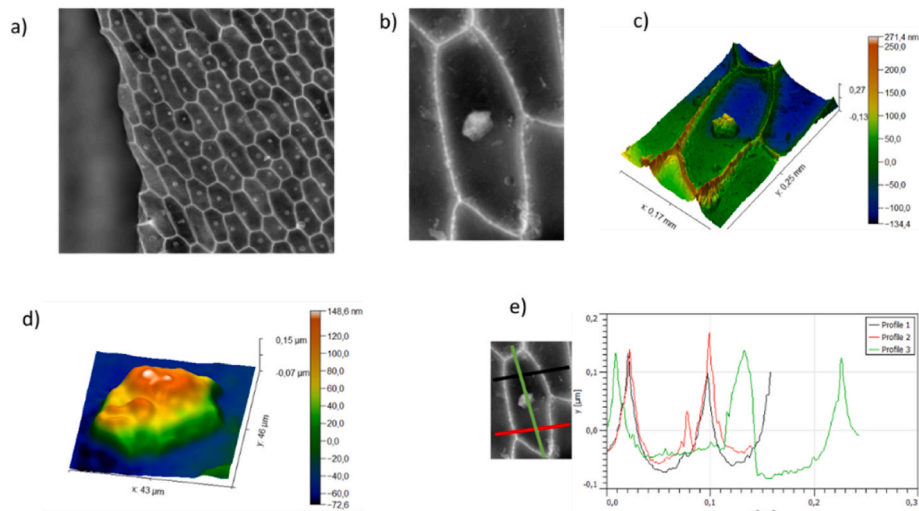 a)
b)
c)
271,4 nm
250,0
200,0
150,0
100,0
50,0
0,0
−50,0
−100,0
−134,4
0,27
-0,13
y: 0,25 mm
x: 0,17 mm
d)
148,6 nm
120,0
100,0
80,0
60,0
40,0
20,0
0,0
−20,0
−40,0
−60,0
−72,6
0,15 µm
-0,07 µm
y: 46 µm
x: 43 µm
e)
Profile 1
Profile 2
Profile 3
y [µm]
0,2
0,1
-0,0
-0,1
0,0
0,1
0,2
0,3